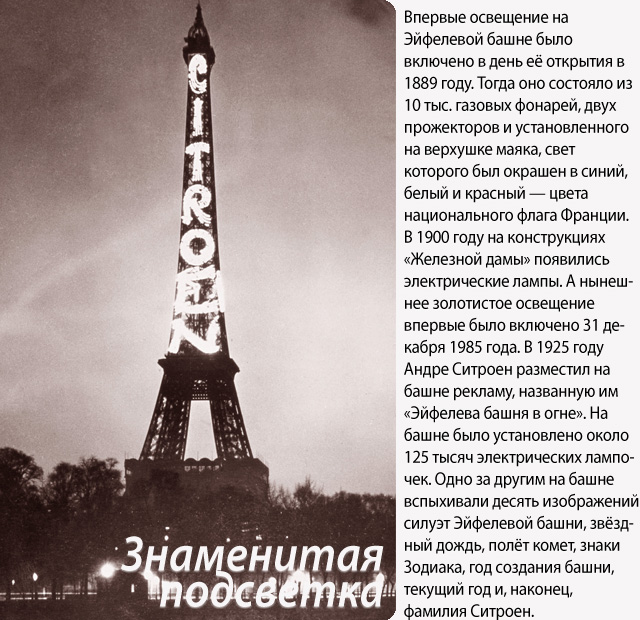 CITROEN
Знаменитая
подсветка
Впервые освещение на
Эйфелевой башне было
включено в день её открытия в
1889 году. Тогда оно состояло из
10 тыс. газовых фонарей, двух
прожекторов и установленного
на верхушке маяка, свет
которого был окрашен в синий,
белый и красный — цвета
национального флага Франции.
В 1900 году на конструкциях
«Железной дамы» появились
электрические лампы. А нынеш-
нее золотистое освещение
впервые было включено 31 де-
кабря 1985 года. В 1925 году
Андре Ситроен разместил на
башне рекламу, названную им
«Эйфелева башня в огне». На
башне было установлено около
125 тысяч электрических лампо-
чек. Одно за другим на башне
вспыхивали десять изображений
силуэт Эйфелевой башни, звёзд-
ный дождь, полёт комет, знаки
Зодиака, год создания башни,
текущий год и, наконец,
фамилия Ситроен.